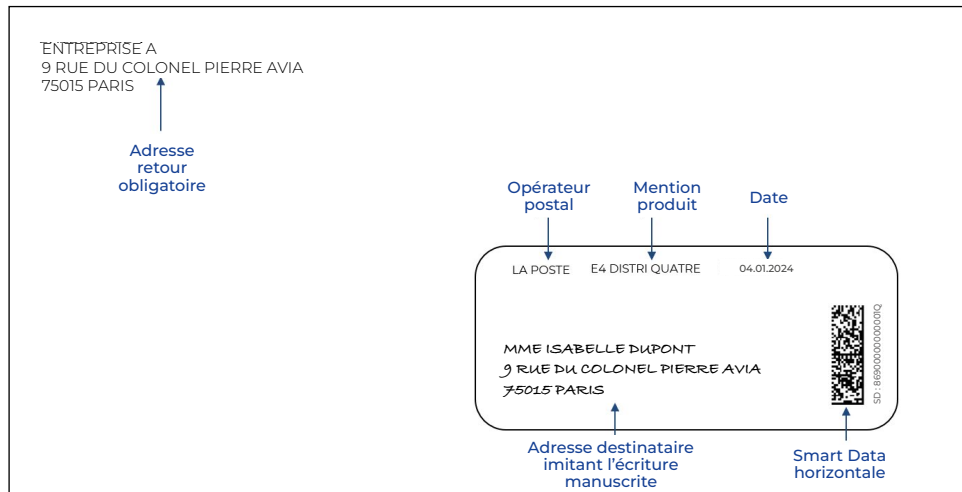 ENTREPRISE A
9 RUE DU COLONEL PIERRE AVIA
75015 PARIS
Adresse
retour
obligatoire
Opérateur
postal
Mention
produit
Date
LA POSTE E4 DISTRI QUATRE 04.01.2024
MME ISABELLE DUPONT
9 RUE DU COLONEL PIERRE AVIA
75015 PARIS
Adresse destinataire
imitant l'écriture
manuscrite
Smart Data
horizontale